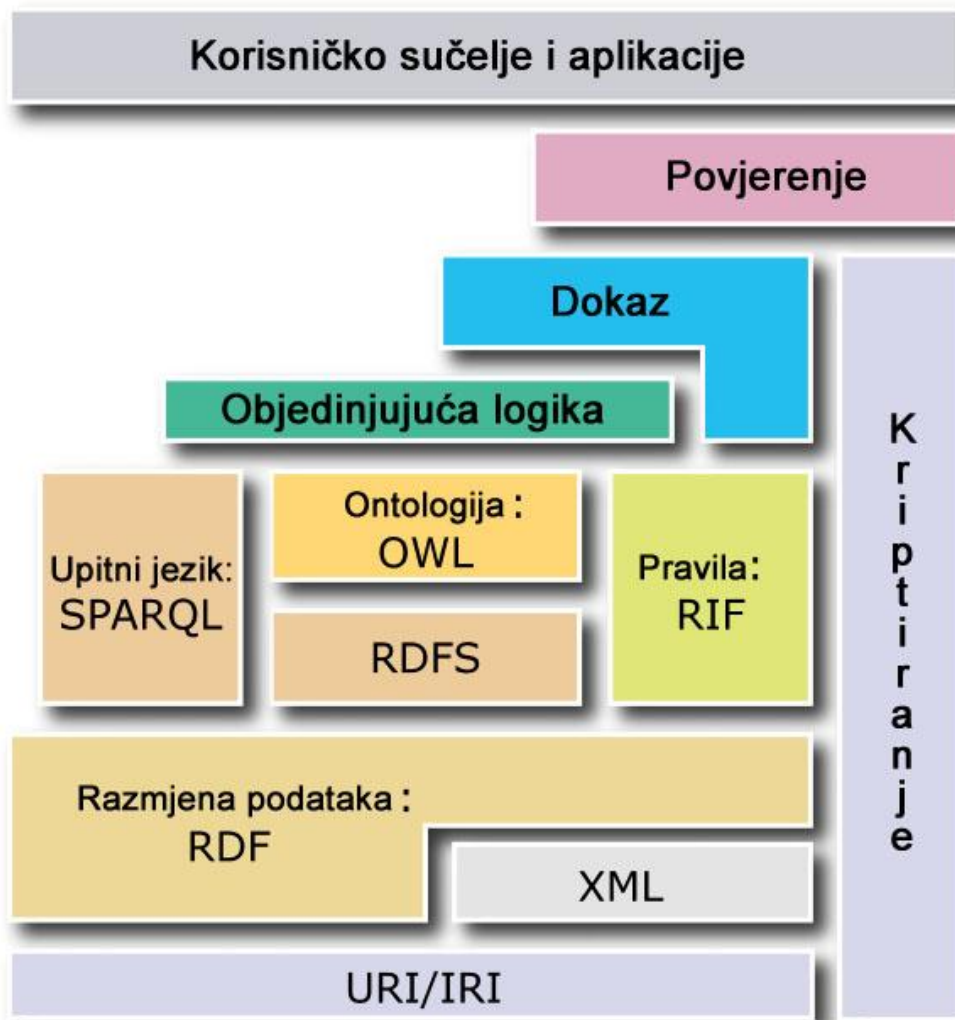 Korisničko sučelje i aplikacije
Povjerenje
Dokaz
Objedinjujuća logika
Kriptiranje
Upitni jezik:
SPARQL
Ontologija :
OWL
RDFS
Pravila:
RIF
Razmjena podataka :
RDF
XML
URI/IRI